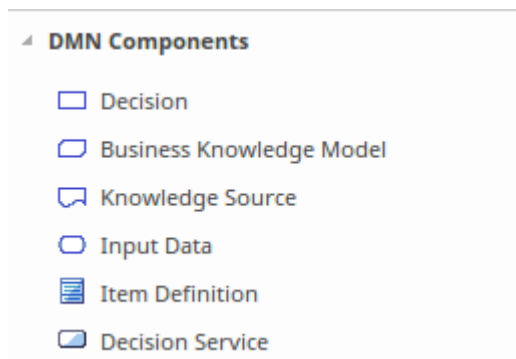 DMN Components
Decision
Business Knowledge Model
Knowledge Source
Input Data
Item Definition
Decision Service